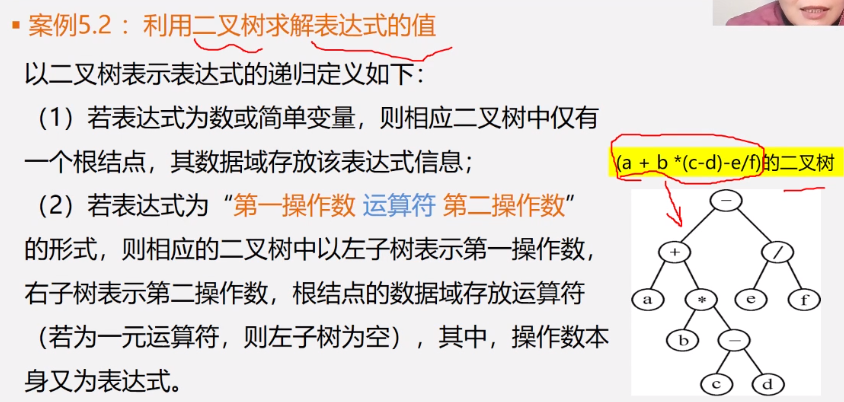 ▪ 案例5.2 ：利用二叉树求解表达式的值
以二叉树表示表达式的递归定义如下：
（1）若表达式为数或简单变量，则相应二叉树中仅有
一个根结点，其数据域存放该表达式信息；
（2）若表达式为“第一操作数 运算符 第二操作数”
的形式，则相应的二叉树中以左子树表示第一操作数，
右子树表示第二操作数，根结点的数据域存放运算符
（若为一元运算符，则左子树为空），其中，操作数本
身又为表达式。
(a + b *(c-d)-e/f)的二叉树
−
+ /
a * e f
b −
c d